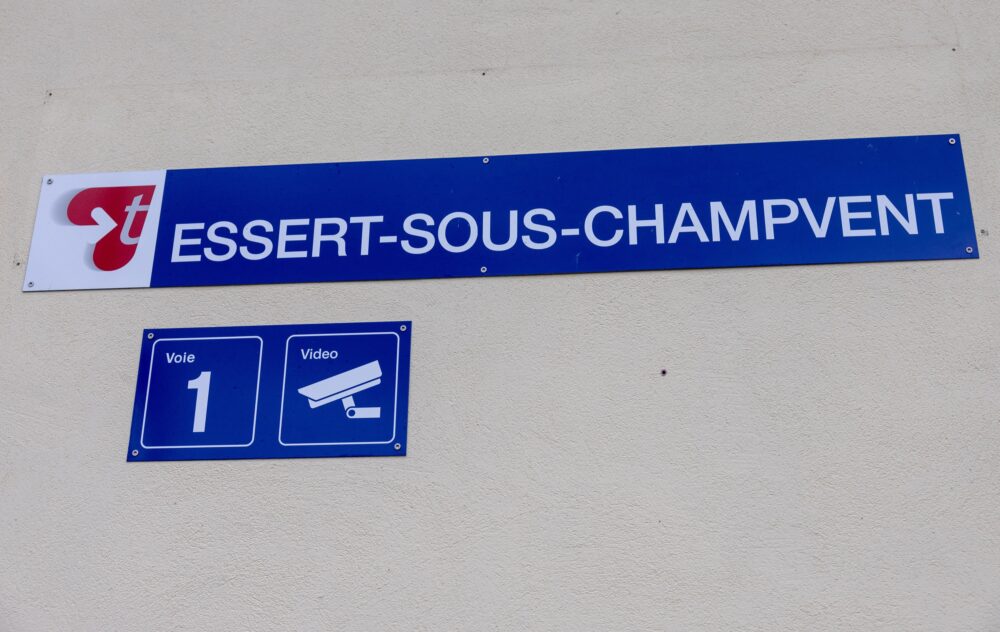 t ESSERT-SOUS-CHAMPVENT
Voie
1
Video